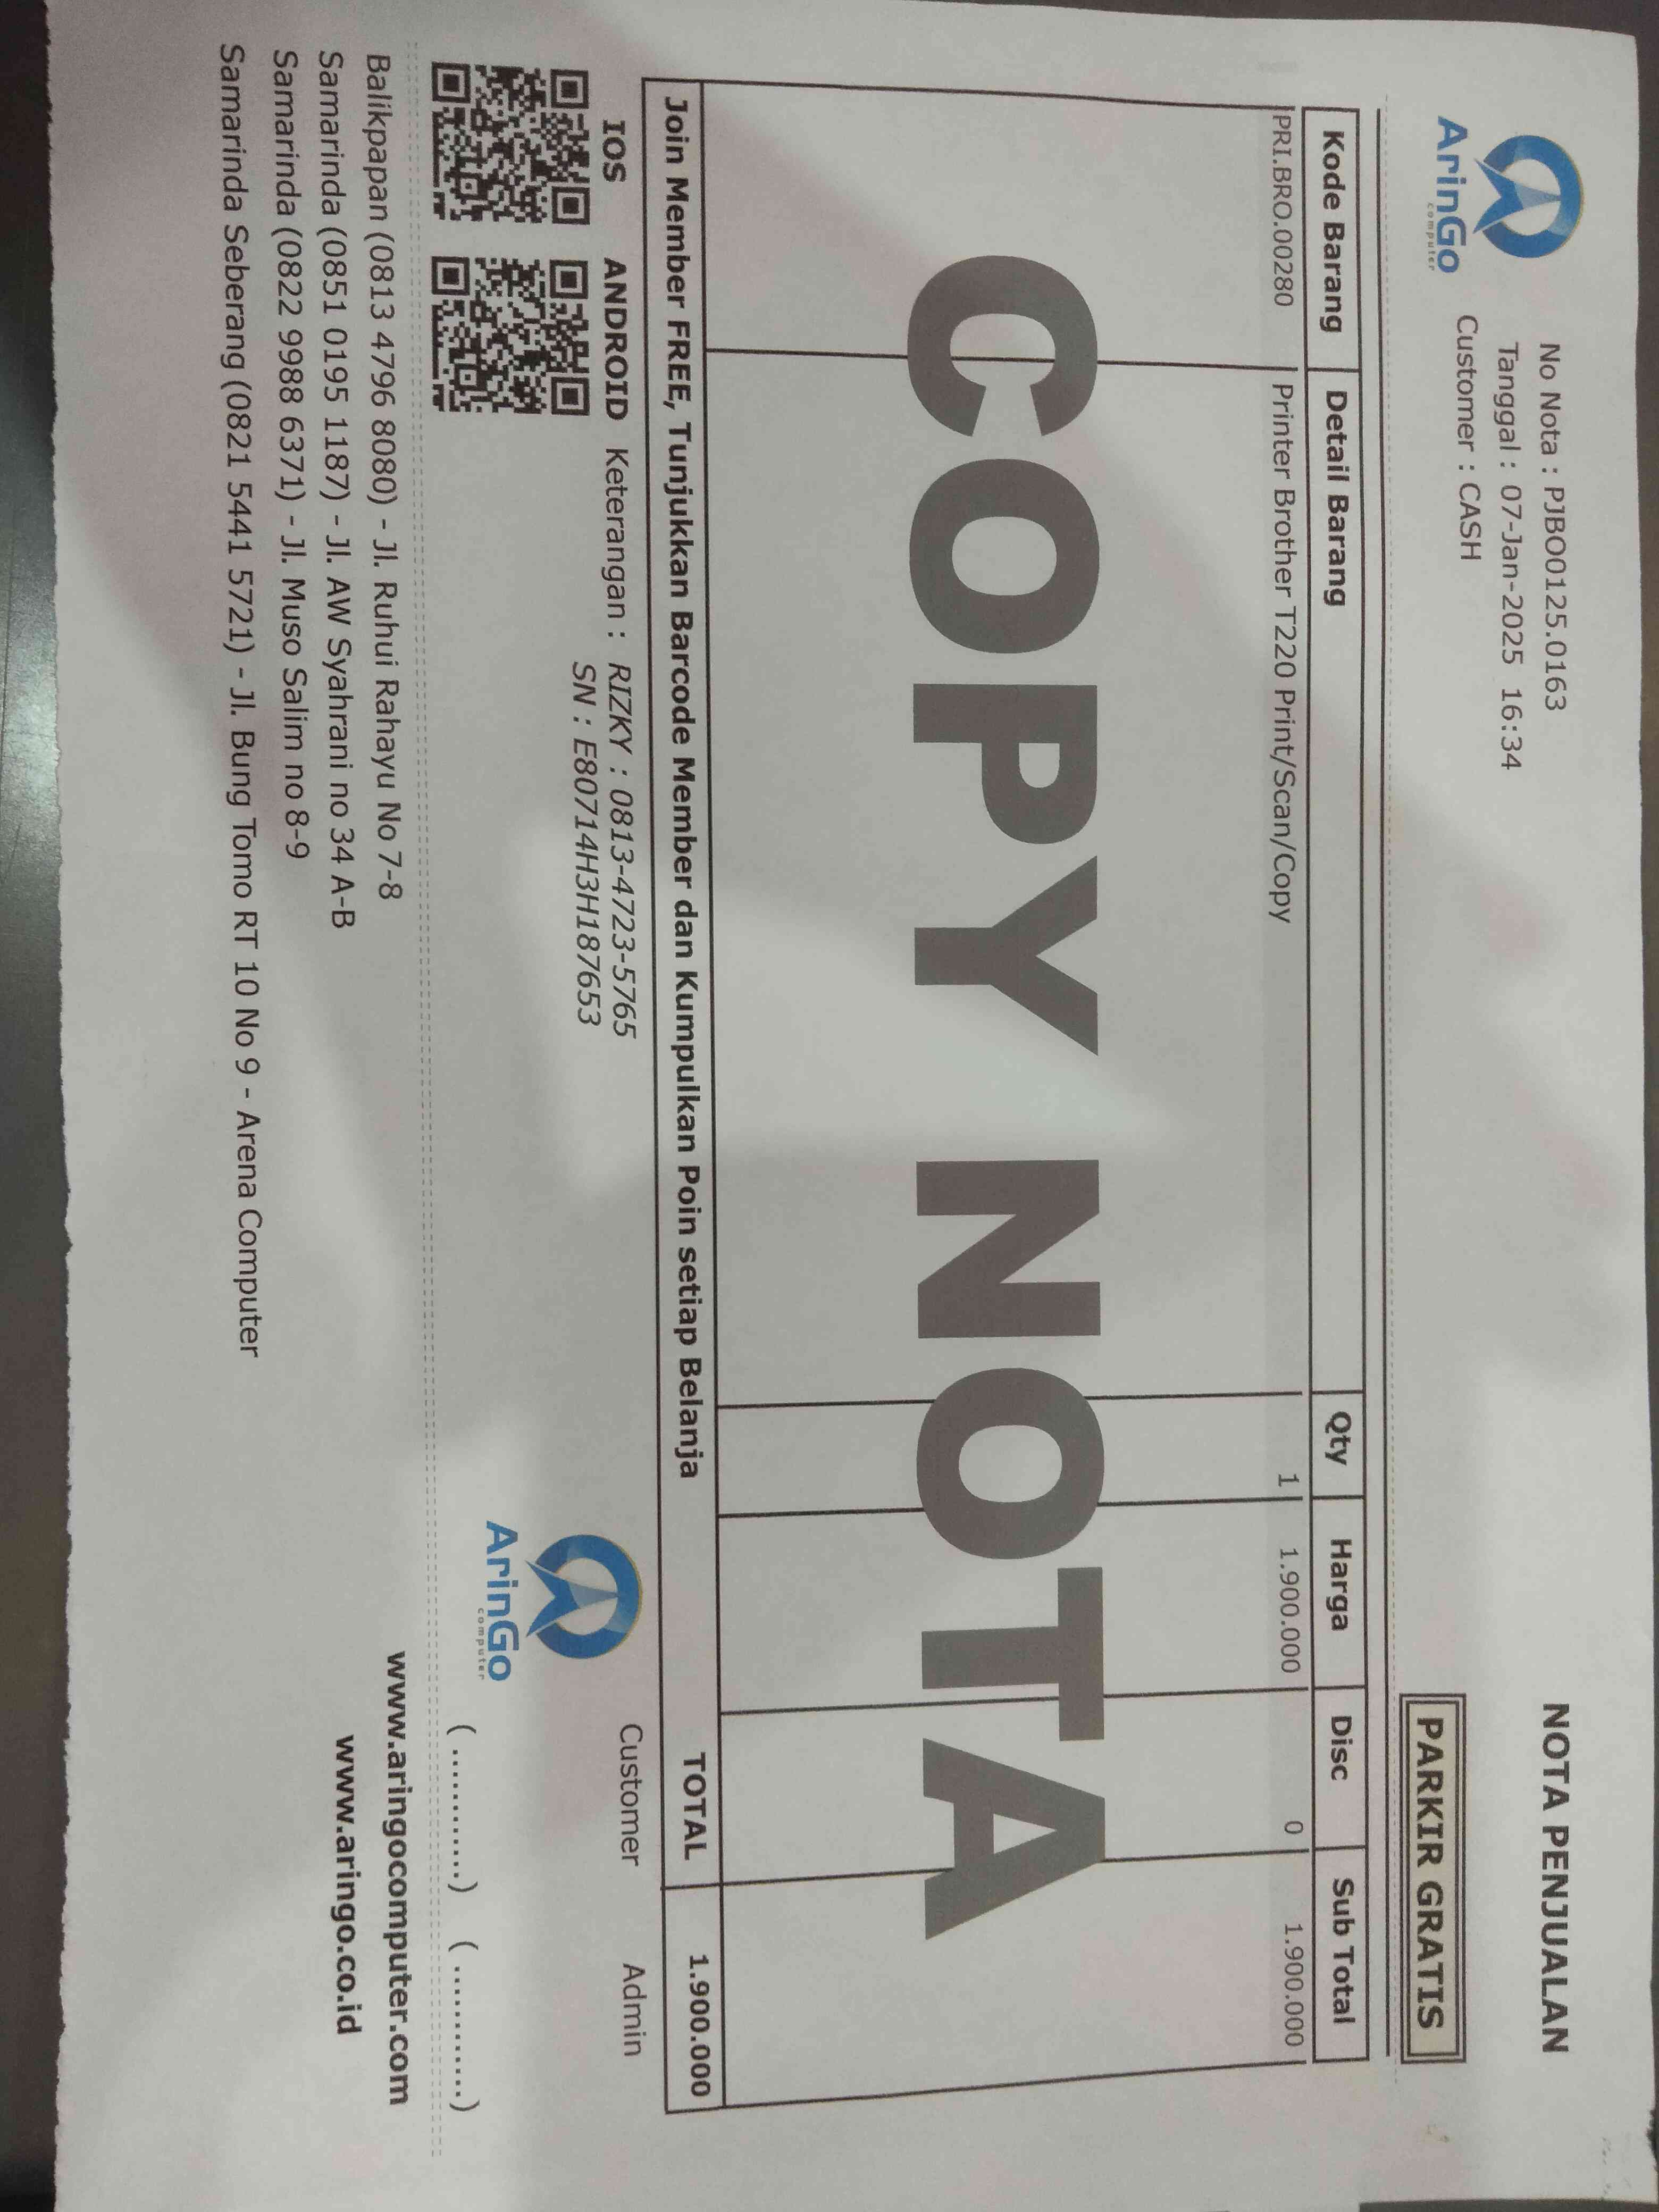 ArinGo
computer
No Nota : PJBO0125.0163
Tanggal : 07-Jan-2025 16:34
Customer : CASH
NOTA PENJUALAN
PARKIR GRATIS
Kode Barang Detail Barang Qty Harga Disc Sub Total
PRI.BRO.00280 Printer Brother T220 Print/Scan/Copy 1 1.900.000 0 1.900.000
COPY NOTA
Join Member FREE, Tunjukkan Barcode Member dan Kumpulkan Poin setiap Belanja TOTAL 1.900.000
IOS ANDROID Keterangan : RIZKY : 0813-4723-5765
SN : E80714H3H187653
ArinGo
computer
Customer Admin
(...........) (...........)
Balikpapan (0813 4796 8080) - Jl. Ruhui Rahayu No 7-8
Samarinda (0851 0195 1187) - Jl. AW Syahrani no 34 A-B
Samarinda (0822 9988 6371) - Jl. Muso Salim no 8-9
Samarinda Seberang (0821 5441 5721) - Jl. Bung Tomo RT 10 No 9 - Arena Computer
www.aringocomputer.com
www.aringo.co.id